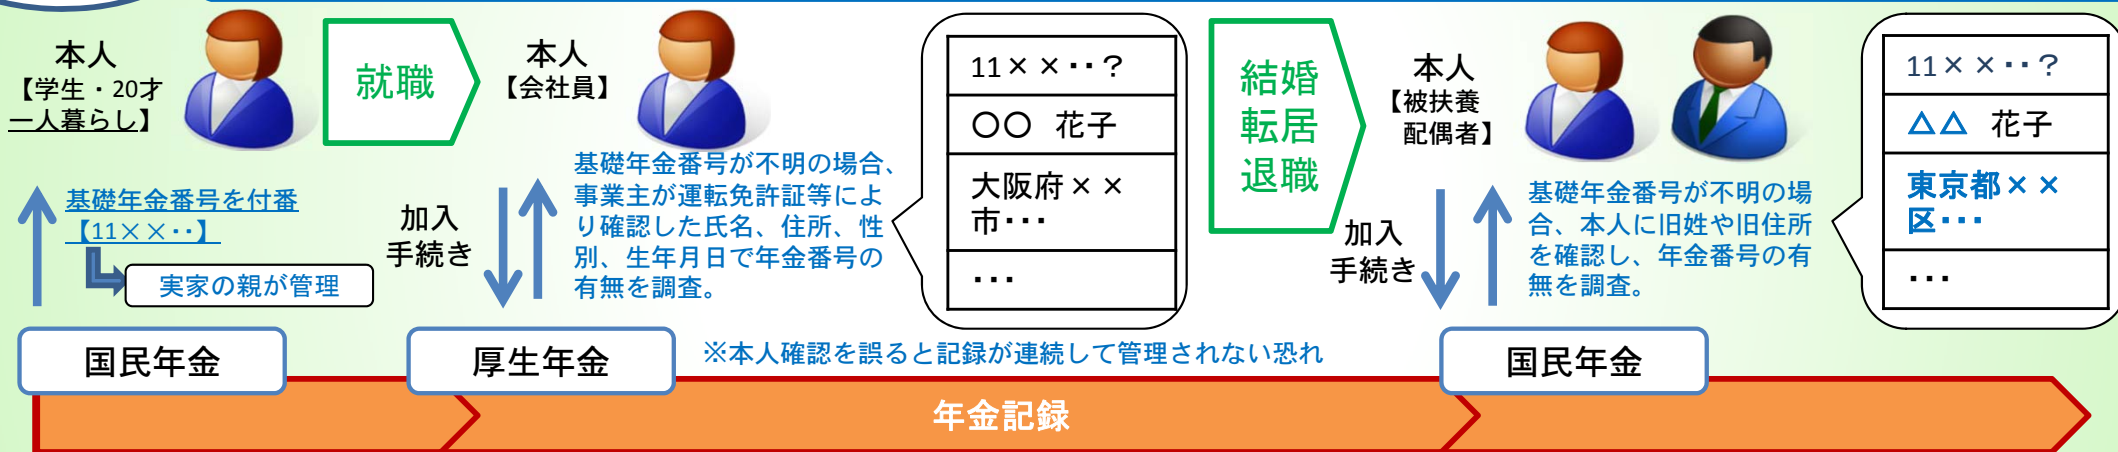 本人
【学生・20才
一人暮らし】
就職
本人
【会社員】
11××・・？
〇〇　花子
大阪府××
市・・・
・・・
結婚
転居
退職
本人
【被扶養
配偶者】
11××・・？
△△　花子
東京都××
区・・・
・・・
基礎年金番号を付番
【11××・・】
実家の親が管理
加入
手続き
基礎年金番号が不明の場合、
事業主が運転免許証等によ
り確認した氏名、住所、性
別、生年月日で年金番号の
有無を調査。
加入
手続き
基礎年金番号が不明の場
合、本人に旧姓や旧住所
を確認し、年金番号の有
無を調査。
国民年金
厚生年金
※本人確認を誤ると記録が連続して管理されない恐れ
国民年金
年金記録